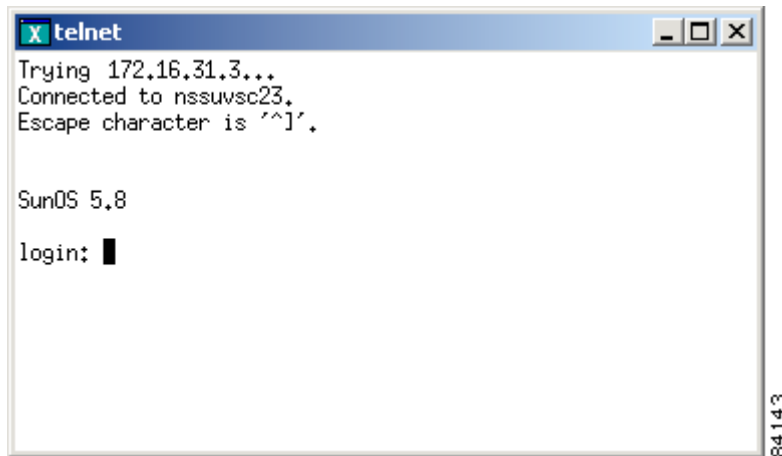 X telnet
Trying 172.16.31.3...
Connected to nssuvsc23.
Escape character is '^]'.
SunOS 5.8
login:
84143